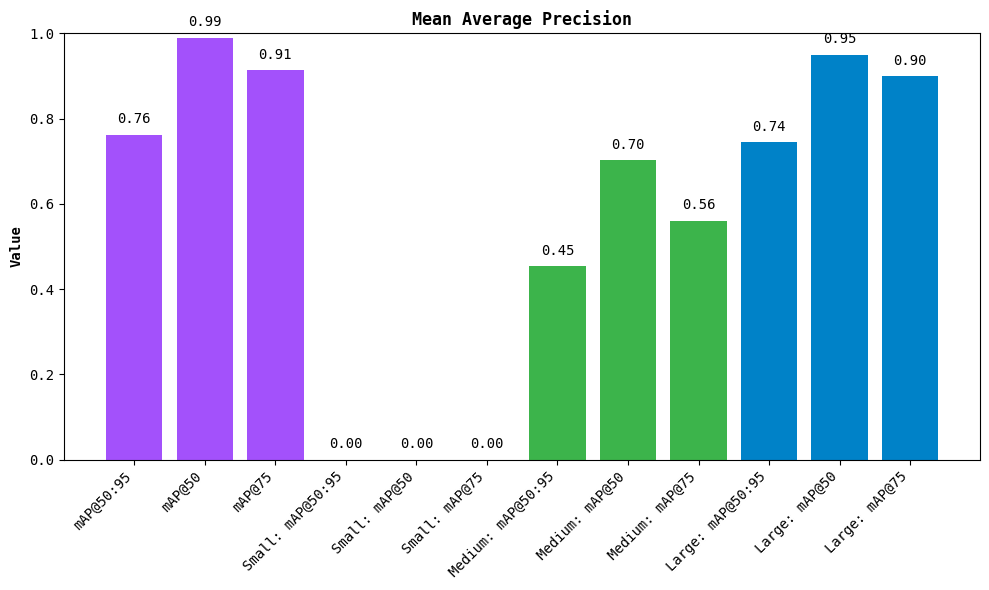 Mean Average Precision
Value
1.0
0.8
0.6
0.4
0.2
0.0
0.76
0.99
0.91
0.00
0.00
0.00
0.45
0.70
0.56
0.74
0.95
0.90
mAP@50:95
mAP@50
mAP@75
Small: mAP@50:95
Small: mAP@50
Small: mAP@75
Medium: mAP@50:95
Medium: mAP@50
Medium: mAP@75
Large: mAP@50:95
Large: mAP@50
Large: mAP@75